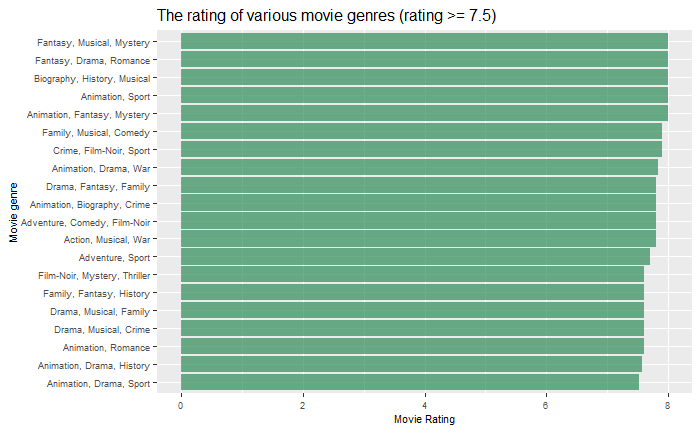 The rating of various movie genres (rating >= 7.5)
Fantasy, Musical, Mystery
Fantasy, Drama, Romance
Biography, History, Musical
Animation, Sport
Animation, Fantasy, Mystery
Family, Musical, Comedy
Crime, Film-Noir, Sport
Animation, Drama, War
Drama, Fantasy, Family
Animation, Biography, Crime
Adventure, Comedy, Film-Noir
Action, Musical, War
Adventure, Sport
Film-Noir, Mystery, Thriller
Family, Fantasy, History
Drama, Musical, Family
Drama, Musical, Crime
Animation, Romance
Animation, Drama, History
Animation, Drama, Sport
Movie genre
0 2 4 6 8
Movie Rating